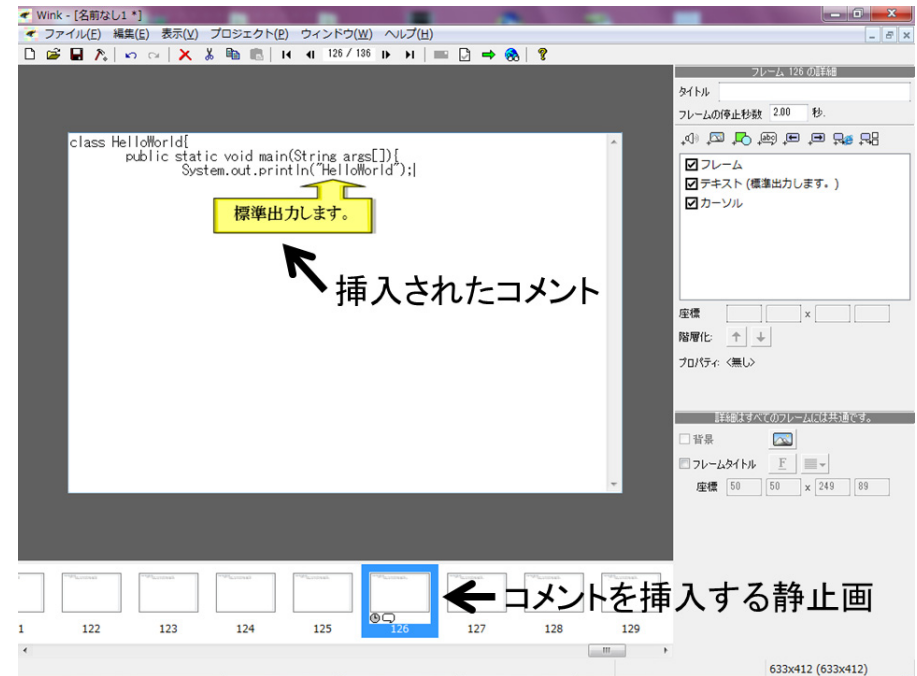 Wink - [名前なし1 *]
ファイル(F) 編集(E) 表示(V) プロジェクト(P) ウィンドウ(W) ヘルプ(H)
126 / 136
フレーム 126 の詳細
タイトル
フレームの停止秒数 2.00 秒.
class HelloWorld{
public static void main(String args[]){
System.out.println("HelloWorld");
標準出力します。
挿入されたコメント
フレーム
テキスト (標準出力します。)
カーソル
座標 x
階層化:
プロパティ: <無し>
詳細はすべてのフレームには共通です。
背景
フレームタイトル F
座標 50 50 x 249 89
コメントを挿入する静止画
1 122 123 124 125 126 127 128 129
633x412 (633x412)